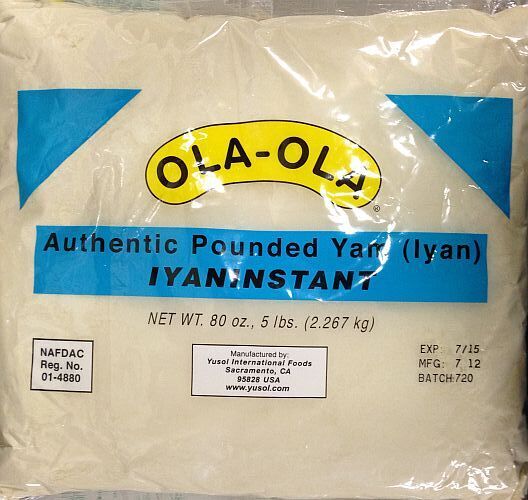 OLA-OLA
®
Authentic Pounded Yam (Iyan)
IYANINSTANT
NET WT. 80 oz., 5 lbs. (2.267 kg)
NAFDAC
Reg. No.
01-4880
Manufactured by:
Yusol International Foods
Sacramento, CA
95828 USA
www.yusol.com
EXP: 7/15
MFG: 7 12
BATCH:720